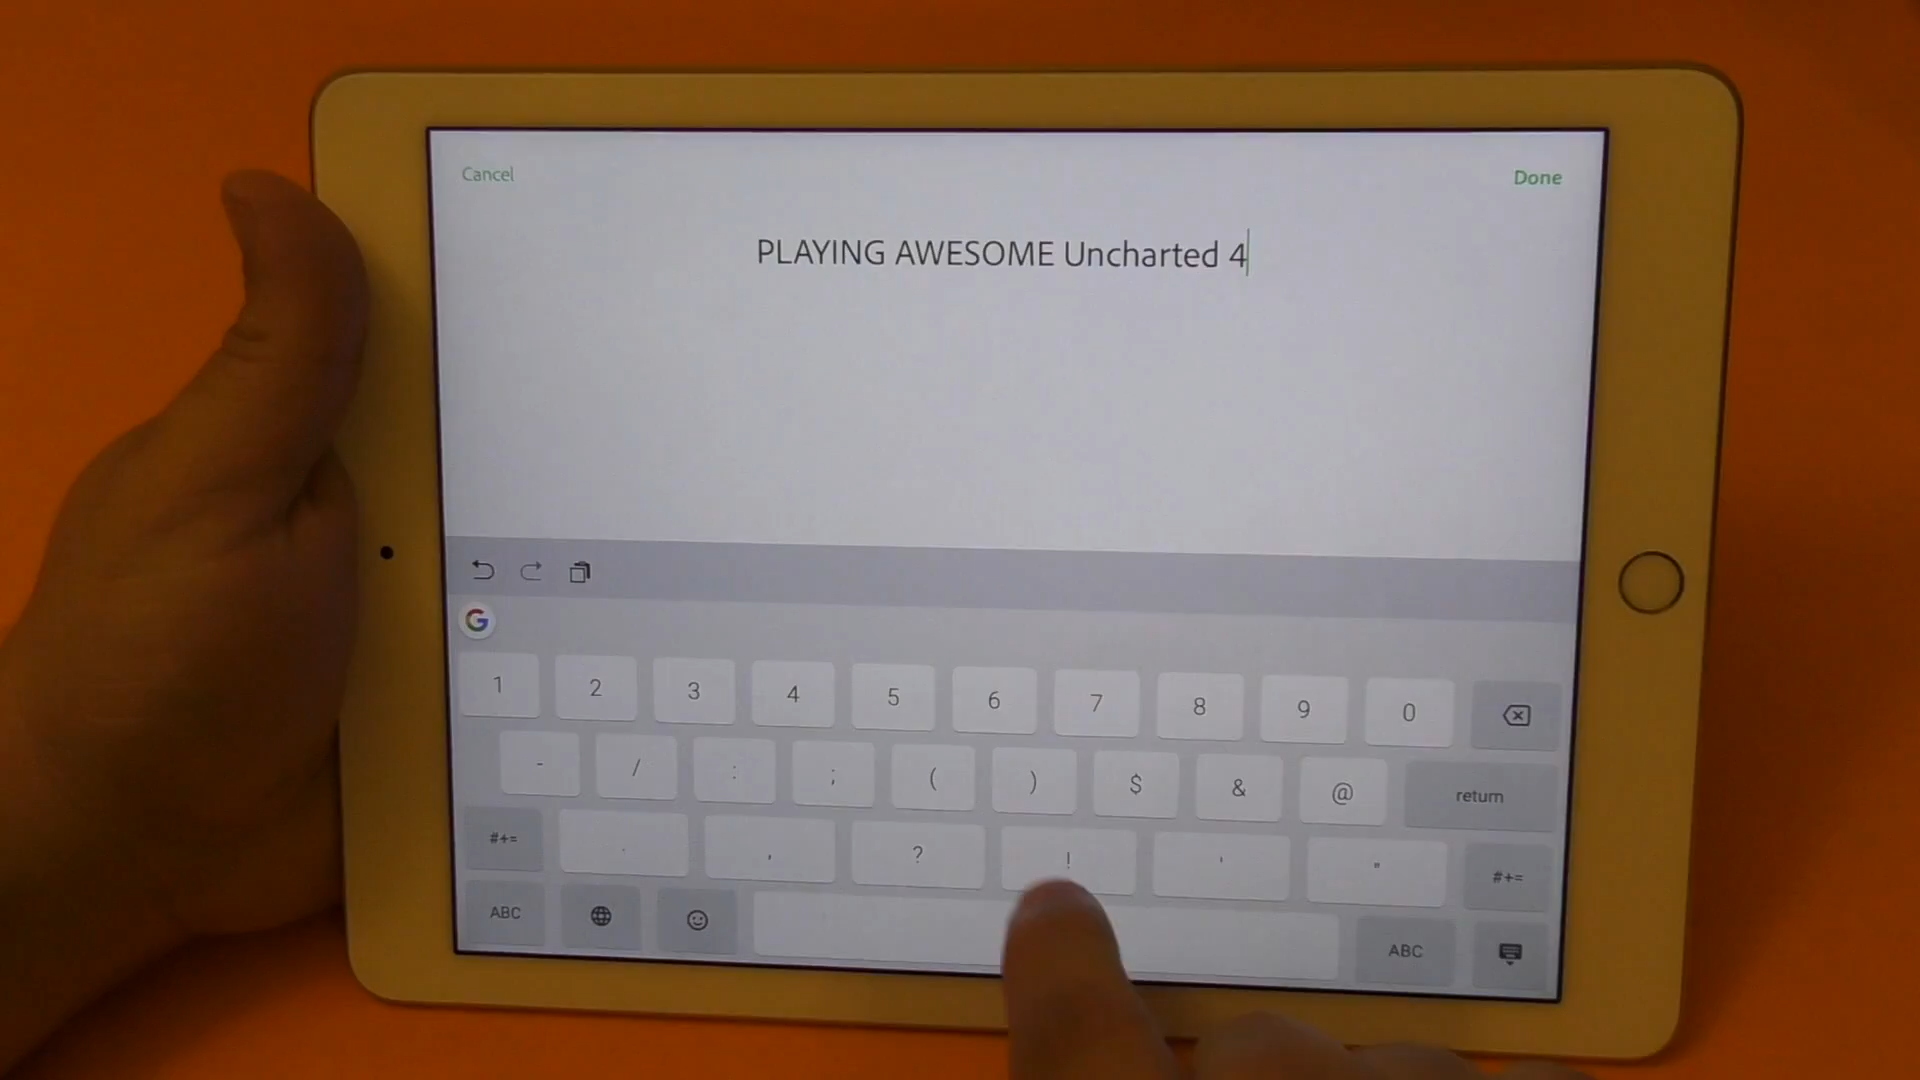 Cancel
Done
PLAYING AWESOME Uncharted 4
G
1 2 3 4 5 6 7 8 9 0
- / : ; ( ) $ & @ return
#+= . , ? ! ' " #+=
ABC ABC